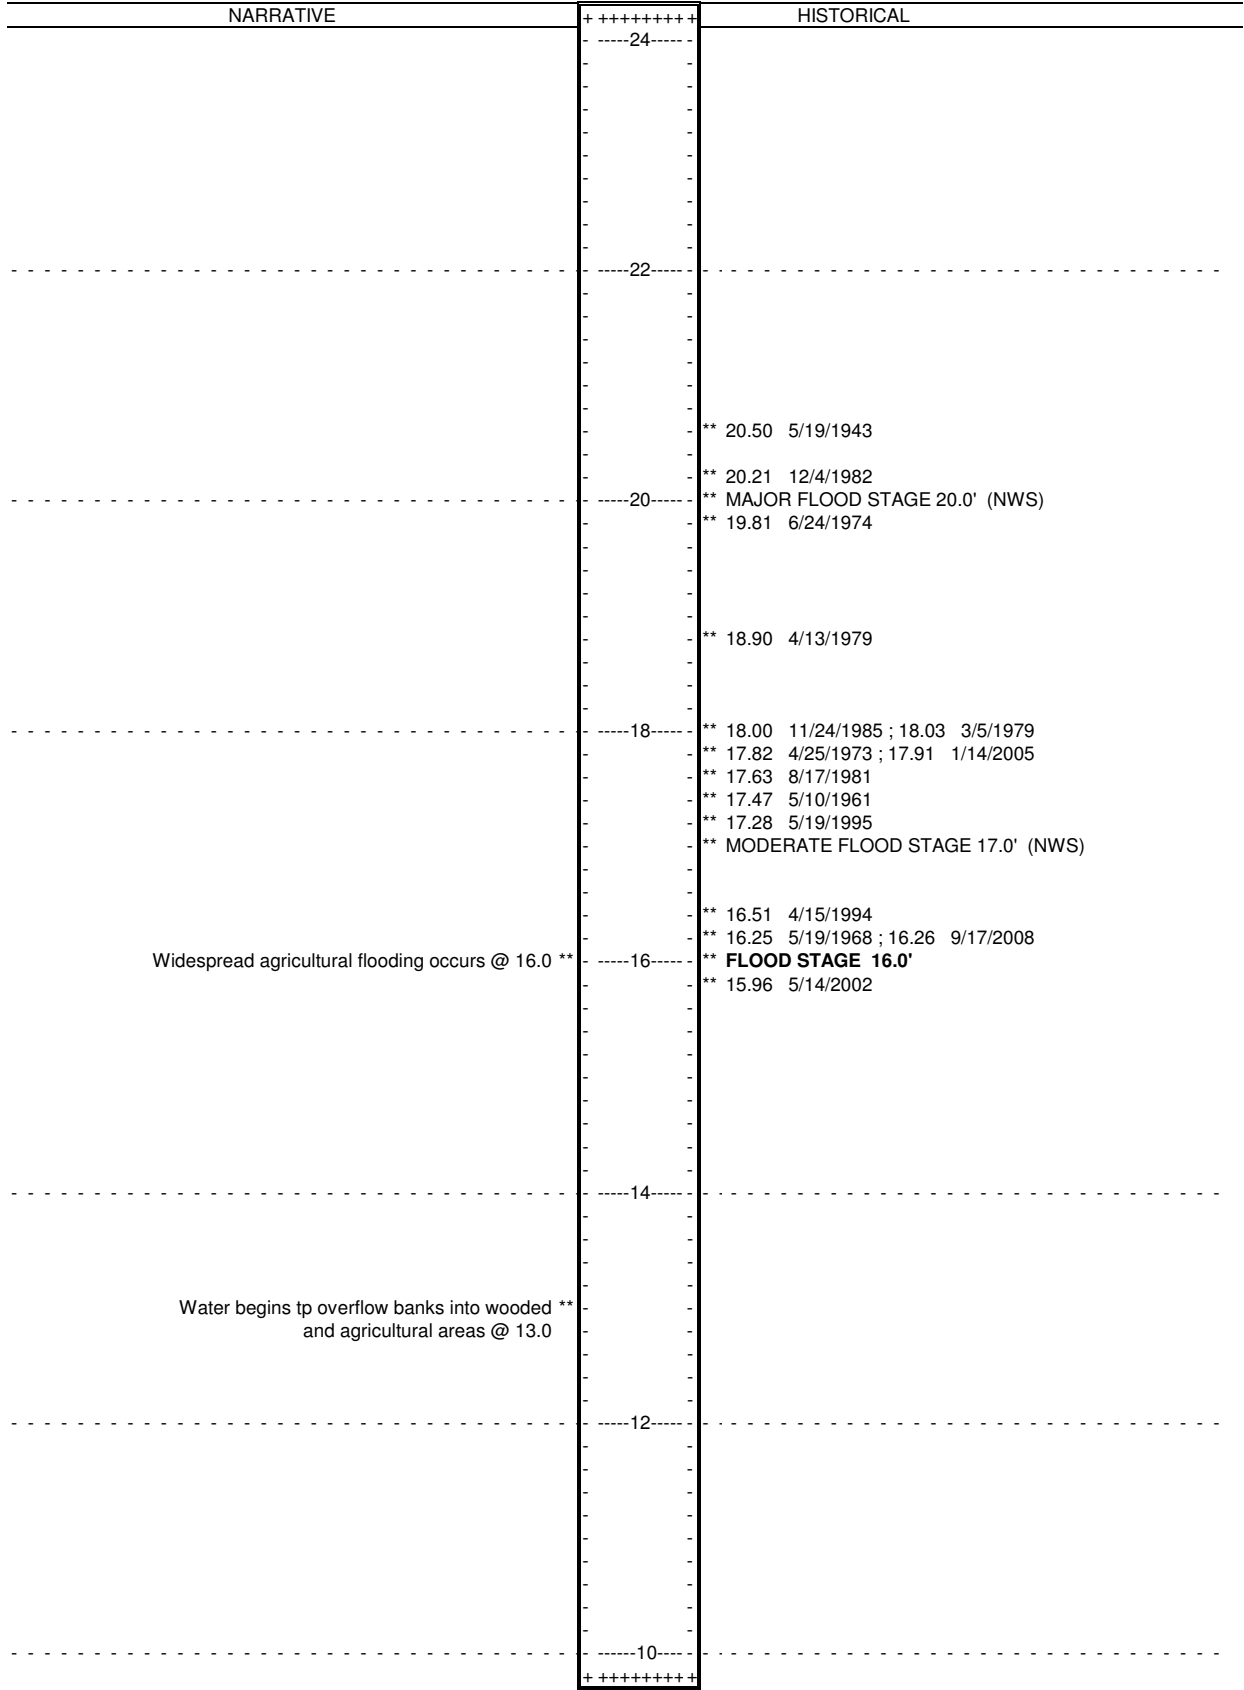 NARRATIVE + +++++++++ HISTORICAL
- -----24----- -
- - - - - - - - - - - - - - - - - - - - - - - - - - - - - - - - - - -----22----- - - - - - - - - - - - - - - - - - - - - - - - - - - - - - - - - -
** 20.50 5/19/1943
** 20.21 12/4/1982
- - - - - - - - - - - - - - - - - - - - - - - - - - - - - - - - - - -----20----- - ** MAJOR FLOOD STAGE 20.0' (NWS)
** 19.81 6/24/1974
** 18.90 4/13/1979
- - - - - - - - - - - - - - - - - - - - - - - - - - - - - - - - - - -----18----- - ** 18.00 11/24/1985 ; 18.03 3/5/1979
** 17.82 4/25/1973 ; 17.91 1/14/2005
** 17.63 8/17/1981
** 17.47 5/10/1961
** 17.28 5/19/1995
** MODERATE FLOOD STAGE 17.0' (NWS)
** 16.51 4/15/1994
** 16.25 5/19/1968 ; 16.26 9/17/2008
Widespread agricultural flooding occurs @ 16.0 ** - -----16----- - ** FLOOD STAGE 16.0'
** 15.96 5/14/2002
- - - - - - - - - - - - - - - - - - - - - - - - - - - - - - - - - - -----14----- - - - - - - - - - - - - - - - - - - - - - - - - - - - - - - - - -
Water begins tp overflow banks into wooded **
and agricultural areas @ 13.0
- - - - - - - - - - - - - - - - - - - - - - - - - - - - - - - - - - -----12----- - - - - - - - - - - - - - - - - - - - - - - - - - - - - - - - - -
- - - - - - - - - - - - - - - - - - - - - - - - - - - - - - - - - - ------10---- - - - - - - - - - - - - - - - - - - - - - - - - - - - - - - - - -
+ +++++++++ +